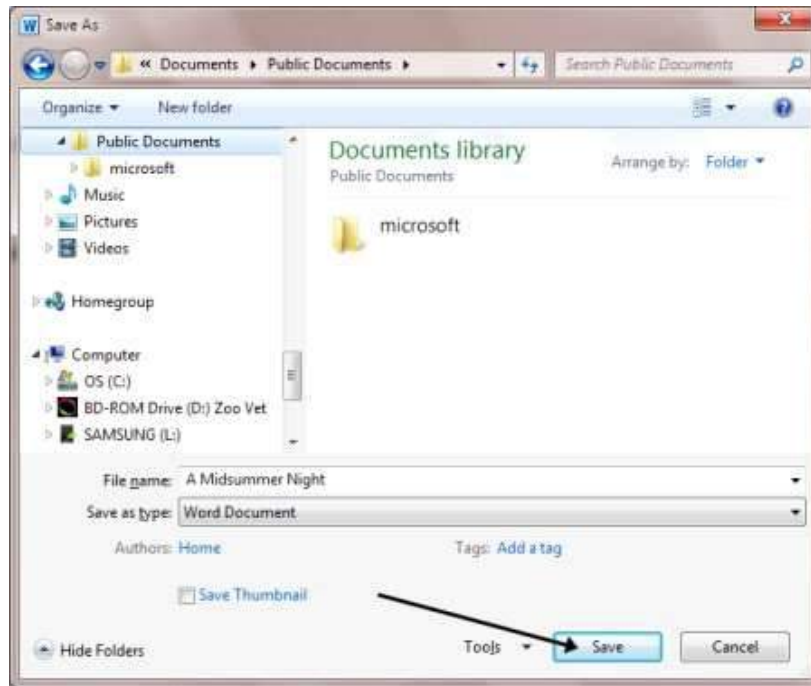 W Save As
« Documents Public Documents Search Public Documents
Organize New folder
Public Documents
microsoft
Music
Pictures
Videos
Homegroup
Computer
OS (C:)
BD-ROM Drive (D:) Zoo Vet
SAMSUNG (L:)
Documents library
Public Documents
Arrange by: Folder
microsoft
File name: A Midsummer Night
Save as type: Word Document
Authors: Home Tags: Add a tag
Save Thumbnail
Hide Folders Tools Save Cancel